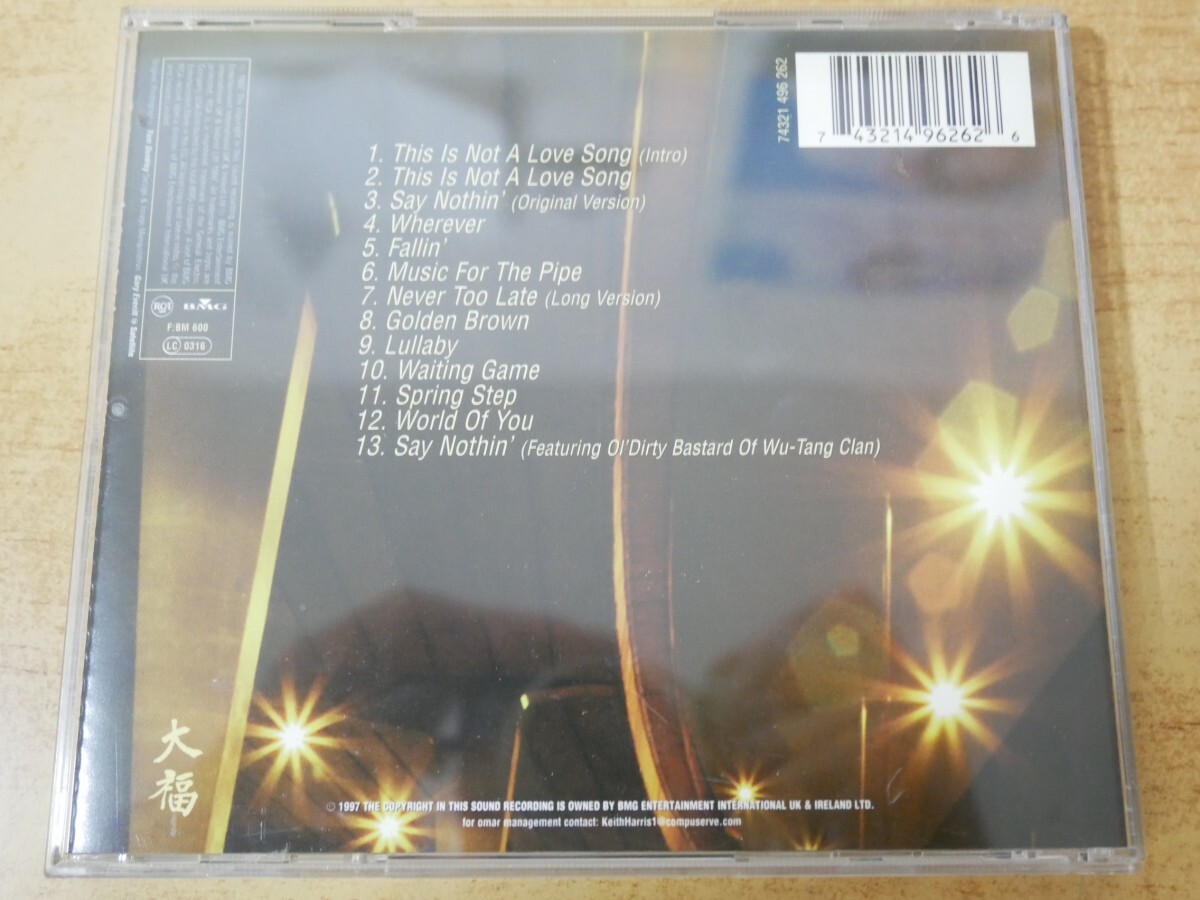 1. This Is Not A Love Song (Intro)
2. This Is Not A Love Song
3. Say Nothin' (Original Version)
4. Wherever
5. Fallin'
6. Music For The Pipe
7. Never Too Late (Long Version)
8. Golden Brown
9. Lullaby
10. Waiting Game
11. Spring Step
12. World Of You
13. Say Nothin' (Featuring Ol'Dirty Bastard Of Wu-Tang Clan)
74321 496 262
7 43214 96262 6
RCA
BMG
F:BM 600
LC 0316
大福
© 1997 THE COPYRIGHT IN THIS SOUND RECORDING IS OWNED BY BMG ENTERTAINMENT INTERNATIONAL UK & IRELAND LTD.
for omar management contact: KeithHarris1@compuserve.com